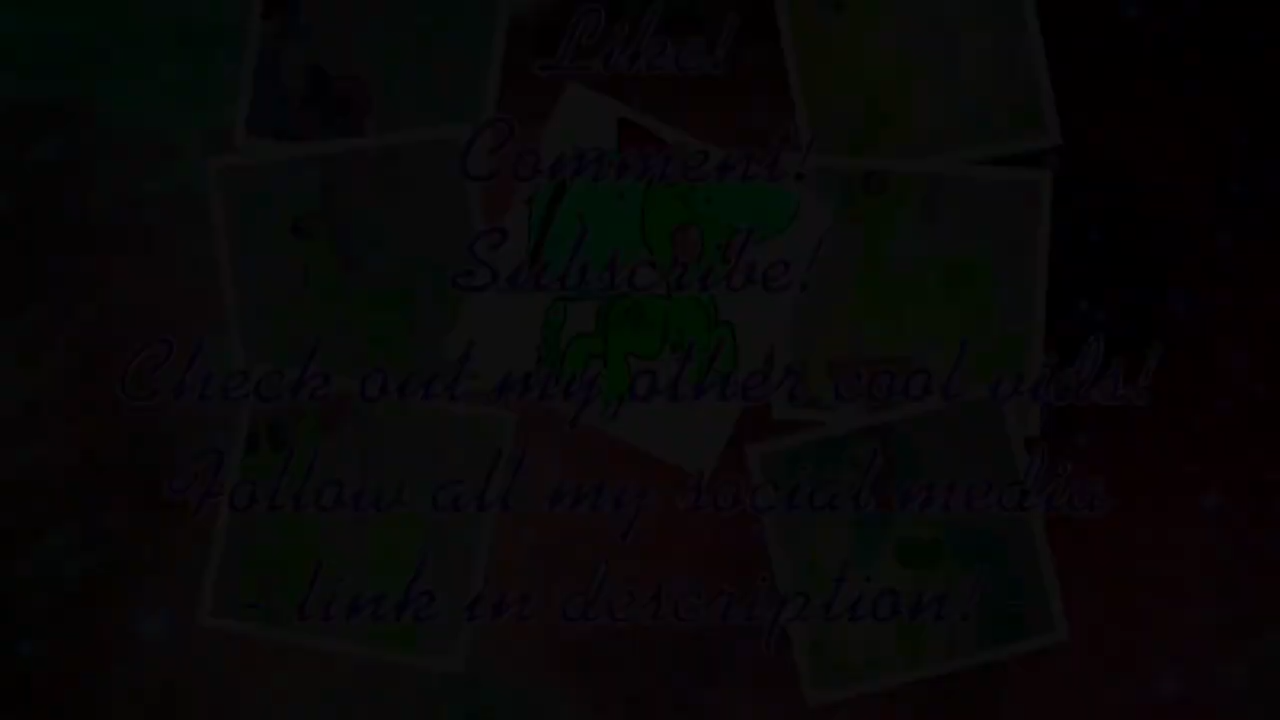 Like!
Comment!
Subscribe!
Check out my other cool vids!
Follow all my social media
- link in description! -